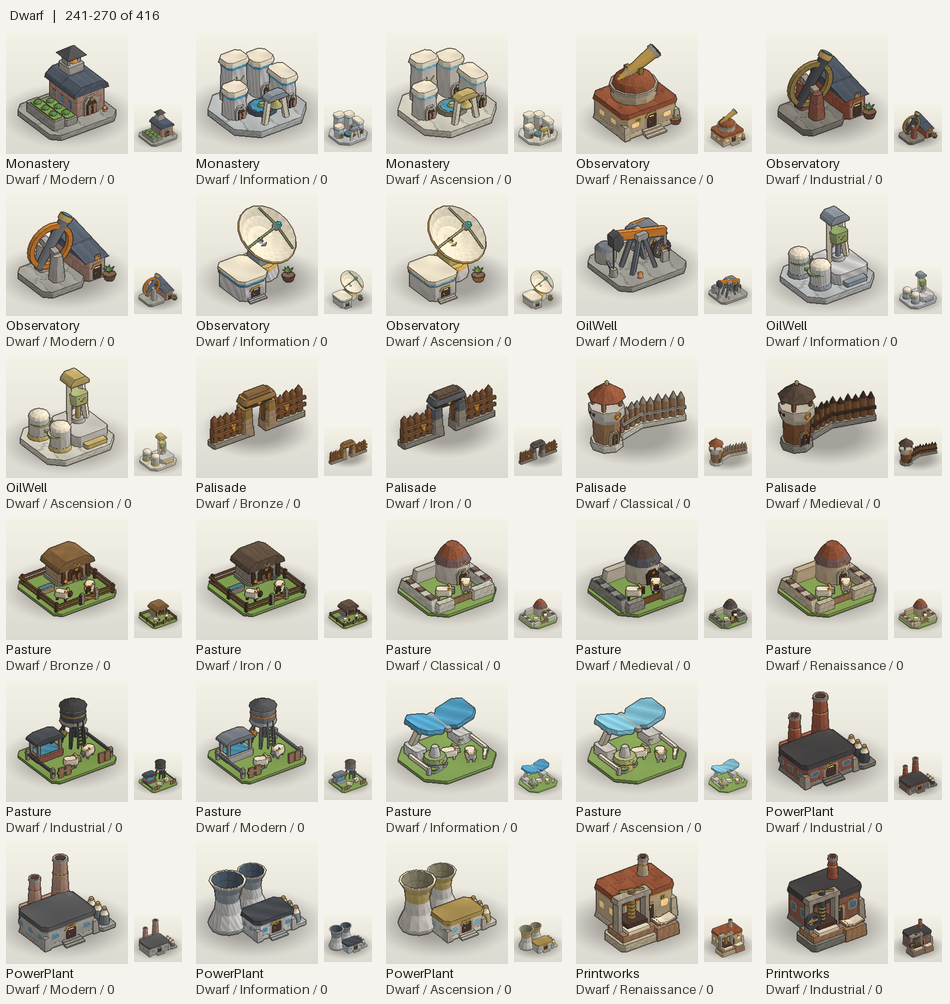 Dwarf | 241-270 of 416
Monastery
Dwarf / Modern / 0
Monastery
Dwarf / Information / 0
Monastery
Dwarf / Ascension / 0
Observatory
Dwarf / Renaissance / 0
Observatory
Dwarf / Industrial / 0
Observatory
Dwarf / Modern / 0
Observatory
Dwarf / Information / 0
Observatory
Dwarf / Ascension / 0
OilWell
Dwarf / Modern / 0
OilWell
Dwarf / Information / 0
OilWell
Dwarf / Ascension / 0
Palisade
Dwarf / Bronze / 0
Palisade
Dwarf / Iron / 0
Palisade
Dwarf / Classical / 0
Palisade
Dwarf / Medieval / 0
Pasture
Dwarf / Bronze / 0
Pasture
Dwarf / Iron / 0
Pasture
Dwarf / Classical / 0
Pasture
Dwarf / Medieval / 0
Pasture
Dwarf / Renaissance / 0
Pasture
Dwarf / Industrial / 0
Pasture
Dwarf / Modern / 0
Pasture
Dwarf / Information / 0
Pasture
Dwarf / Ascension / 0
PowerPlant
Dwarf / Industrial / 0
PowerPlant
Dwarf / Modern / 0
PowerPlant
Dwarf / Information / 0
PowerPlant
Dwarf / Ascension / 0
Printworks
Dwarf / Renaissance / 0
Printworks
Dwarf / Industrial / 0